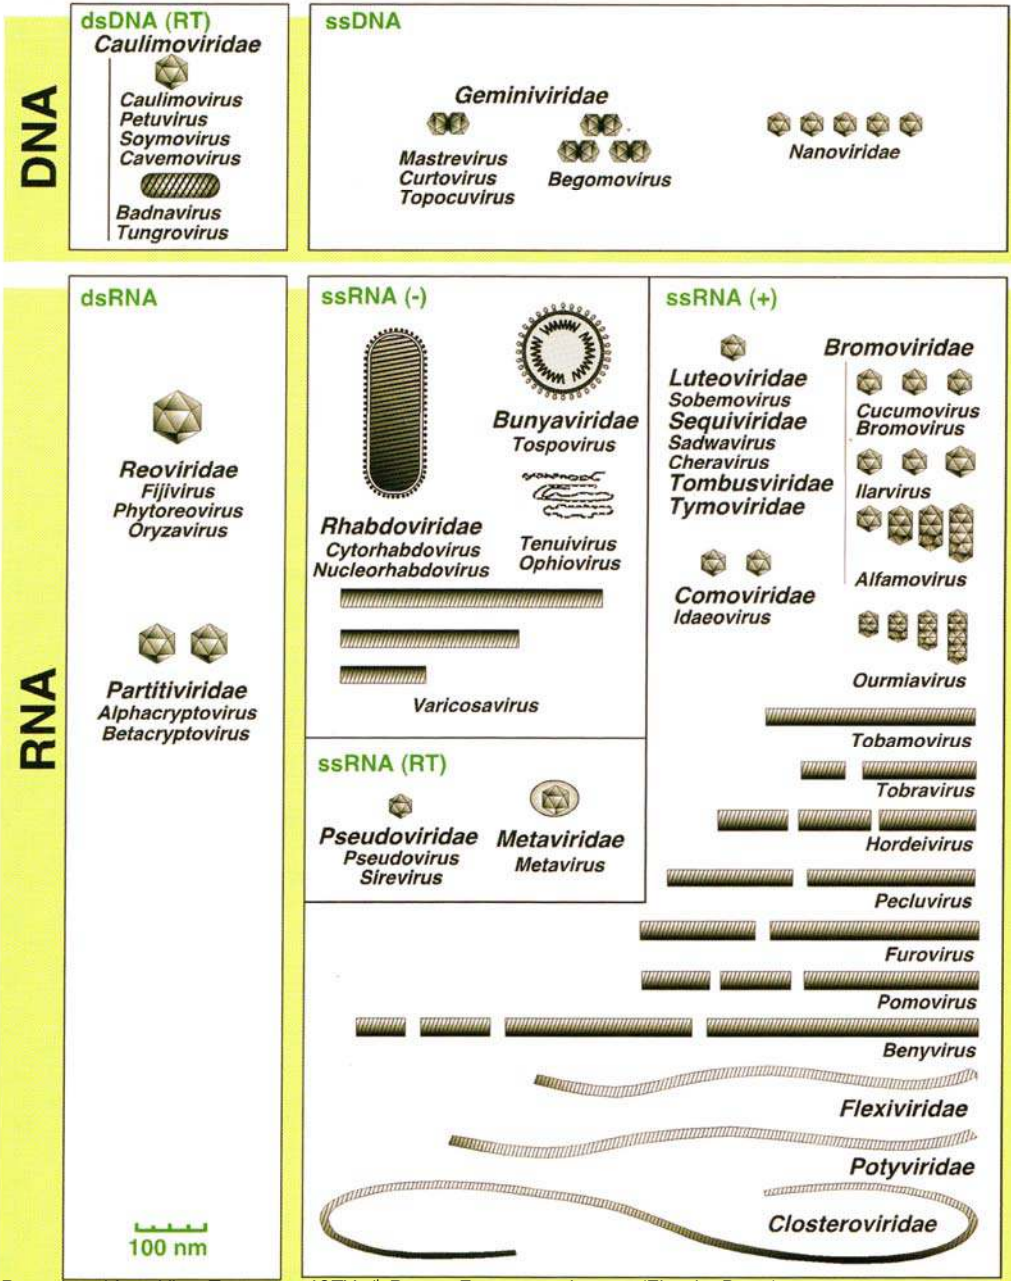 DNA
dsDNA (RT)
Caulimoviridae
Caulimovirus
Petuvirus
Soymovirus
Cavemovirus
Badnavirus
Tungrovirus
ssDNA
Geminiviridae
Mastrevirus
Curtovirus
Topocuvirus
Begomovirus
Nanoviridae
RNA
dsRNA
Reoviridae
Fijivirus
Phytoreovirus
Oryzavirus
Partitiviridae
Alphacryptovirus
Betacryptovirus
100 nm
ssRNA (-)
Rhabdoviridae
Cytorhabdovirus
Nucleorhabdovirus
Bunyaviridae
Tospovirus
Tenuivirus
Ophiovirus
Varicosavirus
ssRNA (RT)
Pseudoviridae
Pseudovirus
Sirevirus
Metaviridae
Metavirus
ssRNA (+)
Luteoviridae
Sobemovirus
Sequiviridae
Sadwavirus
Cheravirus
Tombusviridae
Tymoviridae
Comoviridae
Idaeovirus
Bromoviridae
Cucumovirus
Bromovirus
Ilarvirus
Alfamovirus
Ourmiavirus
Tobamovirus
Tobravirus
Hordeivirus
Pecluvirus
Furovirus
Pomovirus
Benyvirus
Flexiviridae
Potyviridae
Closteroviridae